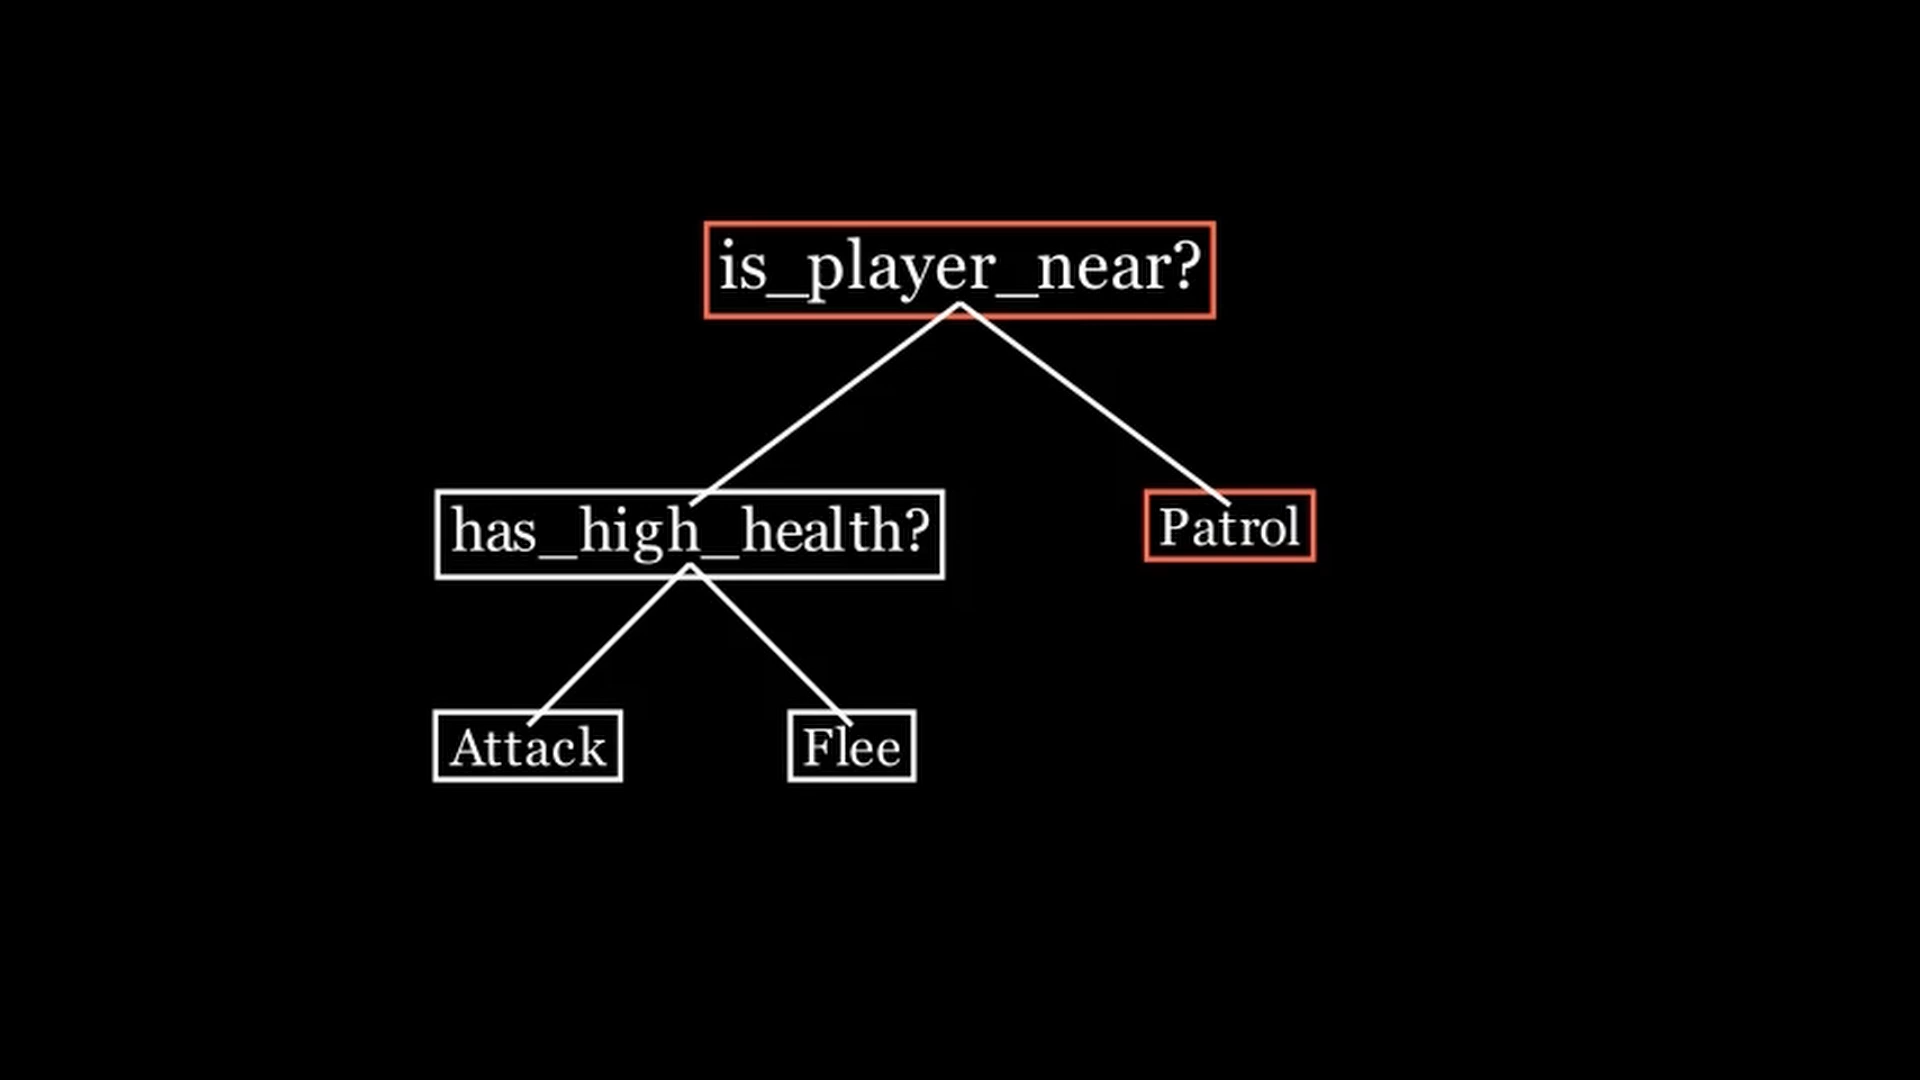 is_player_near?
has_high_health?
Patrol
Attack
Flee